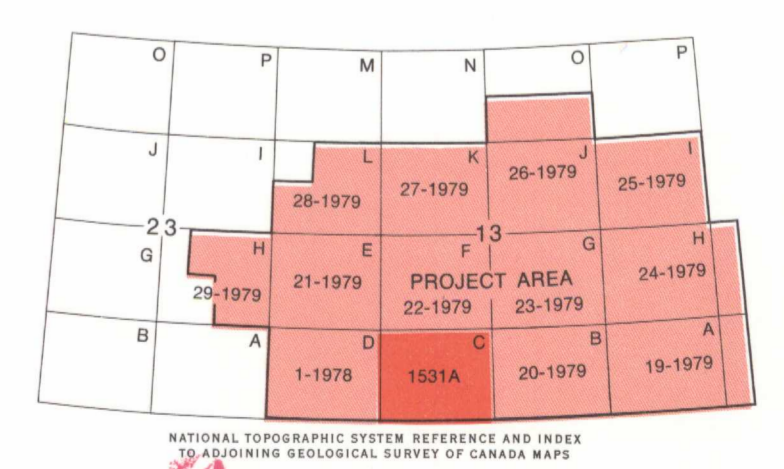 O P M N O P
J I L K J I
28-1979 27-1979 26-1979 25-1979
23 13
G H E F G H
29-1979 21-1979 PROJECT AREA 24-1979
22-1979 23-1979
B A D C B A
1-1978 1531A 20-1979 19-1979
NATIONAL TOPOGRAPHIC SYSTEM REFERENCE AND INDEX
TO ADJOINING GEOLOGICAL SURVEY OF CANADA MAPS